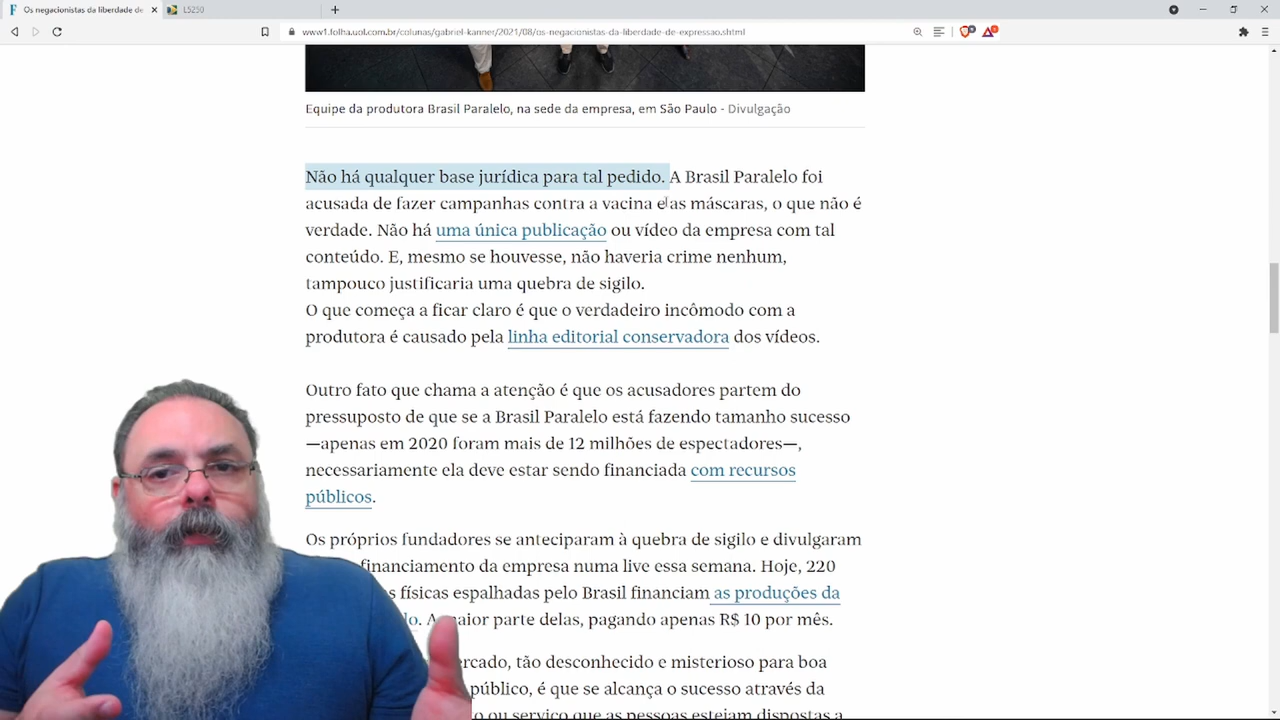 Os negacionistas da liberdade de
L5250
www1.folha.uol.com.br/colunas/gabriel-kanner/2021/08/os-negacionistas-da-liberdade-de-expressao.shtml
Equipe da produtora Brasil Paralelo, na sede da empresa, em São Paulo - Divulgação
Não há qualquer base jurídica para tal pedido. A Brasil Paralelo foi
acusada de fazer campanhas contra a vacina e as máscaras, o que não é
verdade. Não há uma única publicação ou vídeo da empresa com tal
conteúdo. E, mesmo se houvesse, não haveria crime nenhum,
tampouco justificaria uma quebra de sigilo.
O que começa a ficar claro é que o verdadeiro incômodo com a
produtora é causado pela linha editorial conservadora dos vídeos.
Outro fato que chama a atenção é que os acusadores partem do
pressuposto de que se a Brasil Paralelo está fazendo tamanho sucesso
—apenas em 2020 foram mais de 12 milhões de espectadores—,
necessariamente ela deve estar sendo financiada com recursos
públicos.
Os próprios fundadores se anteciparam à quebra de sigilo e divulgaram
financiamento da empresa numa live essa semana. Hoje, 220
físicas espalhadas pelo Brasil financiam as produções da
maior parte delas, pagando apenas R$ 10 por mês.
tão desconhecido e misterioso para boa
público, é que se alcança o sucesso através da
ou serviço que as pessoas estejam dispostas a